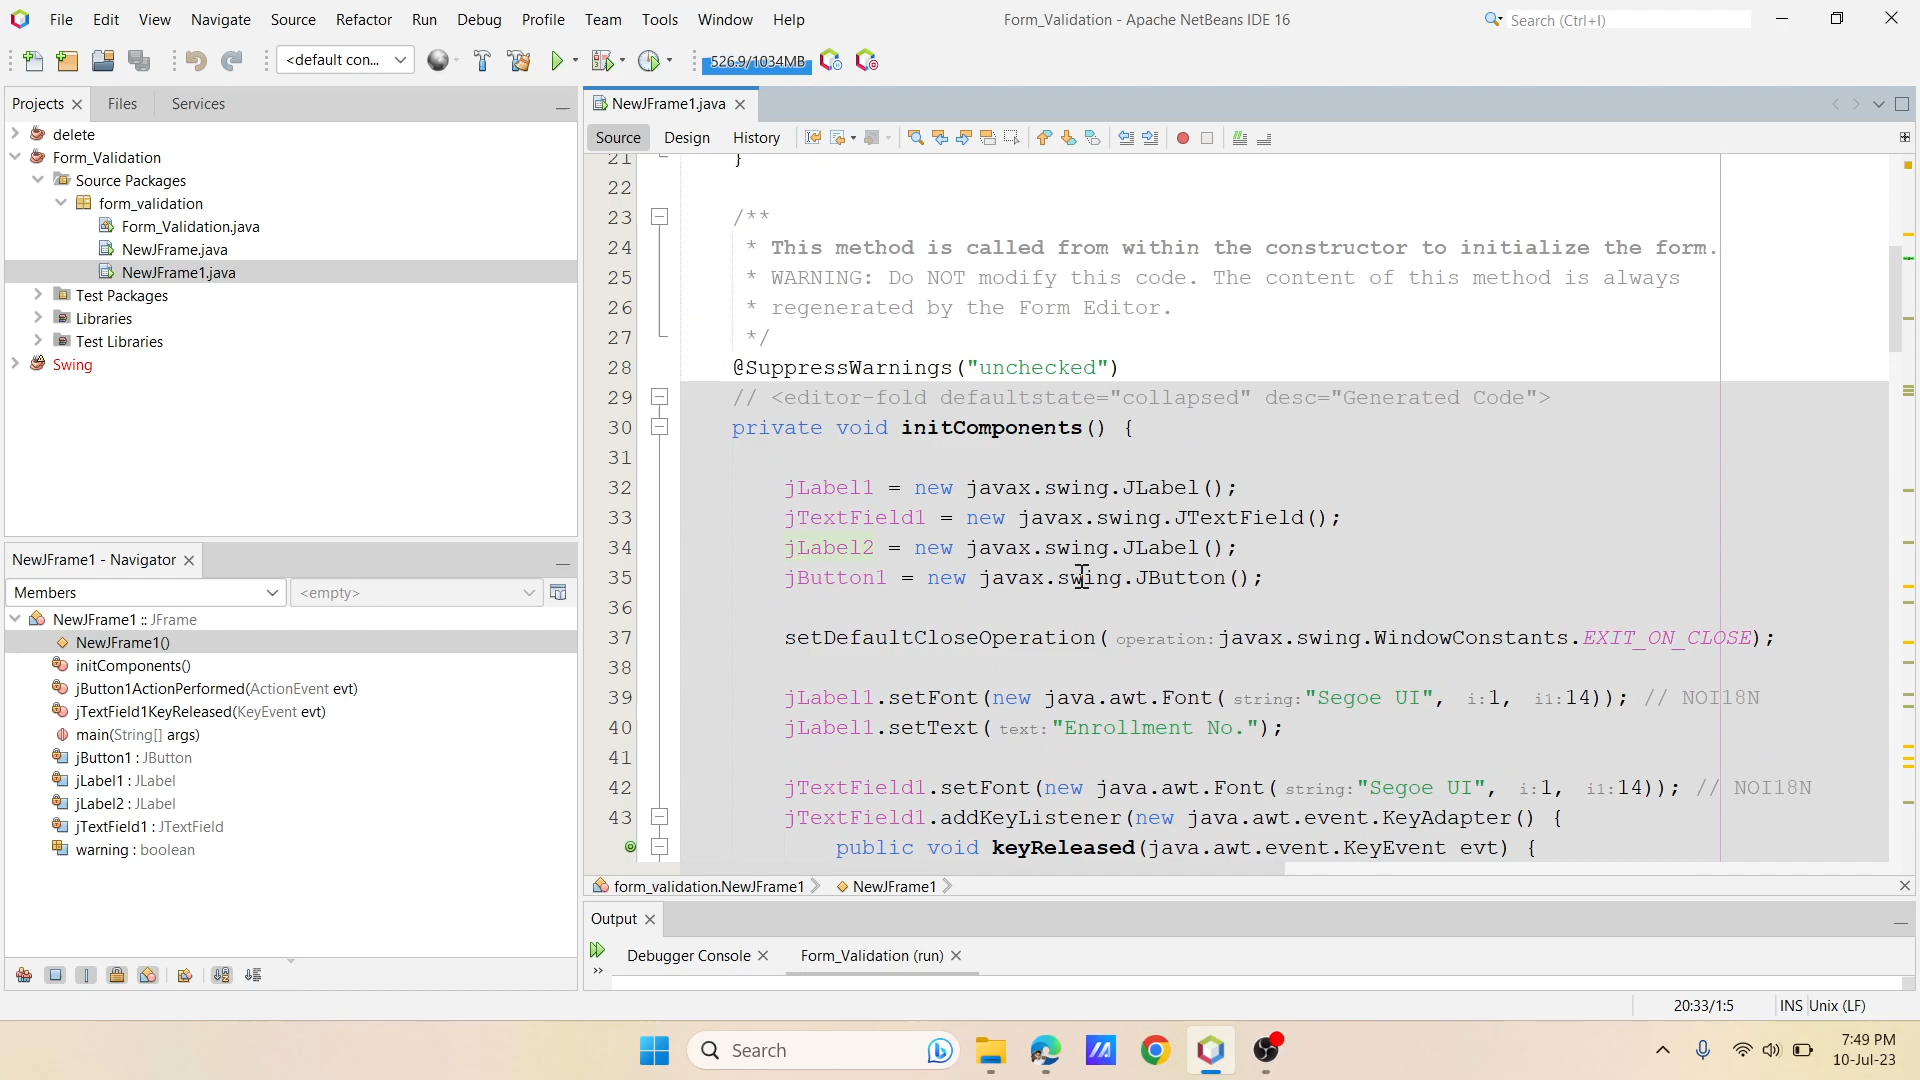 File Edit View Navigate Source Refactor Run Debug Profile Team Tools Window Help
Form_Validation - Apache NetBeans IDE 16
Search (Ctrl+I)
<default con...
526.9/1034MB
Projects Files Services
NewJFrame1.java
delete
Form_Validation
Source Packages
form_validation
Form_Validation.java
NewJFrame.java
NewJFrame1.java
Test Packages
Libraries
Test Libraries
Swing
NewJFrame1 - Navigator
Members <empty>
NewJFrame1 :: JFrame
NewJFrame1()
initComponents()
jButton1ActionPerformed(ActionEvent evt)
jTextField1KeyReleased(KeyEvent evt)
main(String[] args)
jButton1 : JButton
jLabel1 : JLabel
jLabel2 : JLabel
jTextField1 : JTextField
warning : boolean
Source Design History
21 }
22
23 /**
24 * This method is called from within the constructor to initialize the form.
25 * WARNING: Do NOT modify this code. The content of this method is always
26 * regenerated by the Form Editor.
27 */
28 @SuppressWarnings("unchecked")
29 // <editor-fold defaultstate="collapsed" desc="Generated Code">
30 private void initComponents() {
31
32 jLabel1 = new javax.swing.JLabel();
33 jTextField1 = new javax.swing.JTextField();
34 jLabel2 = new javax.swing.JLabel();
35 jButton1 = new javax.swing.JButton();
36
37 setDefaultCloseOperation( operation: javax.swing.WindowConstants.EXIT_ON_CLOSE);
38
39 jLabel1.setFont(new java.awt.Font( string: "Segoe UI", i: 1, i1: 14)); // NOI18N
40 jLabel1.setText( text: "Enrollment No.");
41
42 jTextField1.setFont(new java.awt.Font( string: "Segoe UI", i: 1, i1: 14)); // NOI18N
43 jTextField1.addKeyListener(new java.awt.event.KeyAdapter() {
public void keyReleased(java.awt.event.KeyEvent evt) {
form_validation.NewJFrame1 NewJFrame1
Output
Debugger Console Form_Validation (run)
20:33/1:5 INS Unix (LF)
Search
7:49 PM
10-Jul-23